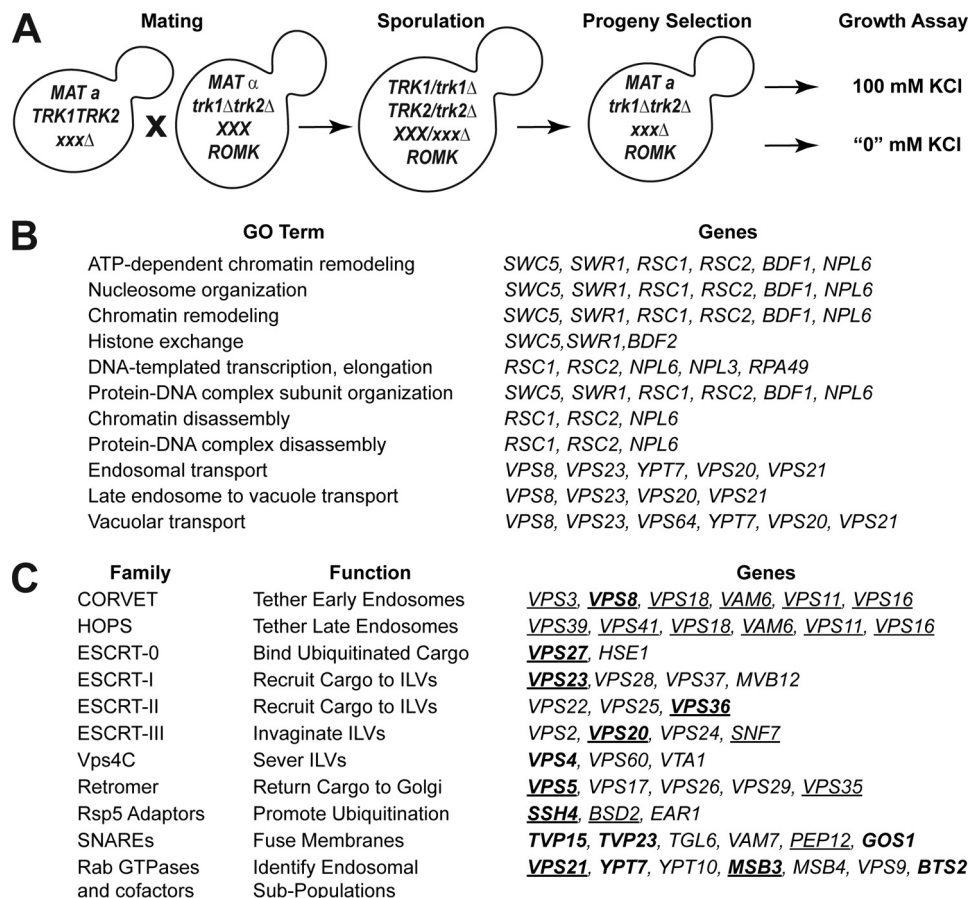 A
Mating Sporulation Progeny Selection Growth Assay
MAT a
TRK1TRK2
xxxΔ
X
MAT α
trk1Δtrk2Δ
XXX
ROMK
TRK1/trk1Δ
TRK2/trk2Δ
XXX/xxxΔ
ROMK
MAT a
trk1Δtrk2Δ
xxxΔ
ROMK
100 mM KCl
“0” mM KCl
B
GO Term Genes
ATP-dependent chromatin remodeling SWC5, SWR1, RSC1, RSC2, BDF1, NPL6
Nucleosome organization SWC5, SWR1, RSC1, RSC2, BDF1, NPL6
Chromatin remodeling SWC5, SWR1, RSC1, RSC2, BDF1, NPL6
Histone exchange SWC5,SWR1,BDF2
DNA-templated transcription, elongation RSC1, RSC2, NPL6, NPL3, RPA49
Protein-DNA complex subunit organization SWC5, SWR1, RSC1, RSC2, BDF1, NPL6
Chromatin disassembly RSC1, RSC2, NPL6
Protein-DNA complex disassembly RSC1, RSC2, NPL6
Endosomal transport VPS8, VPS23, YPT7, VPS20, VPS21
Late endosome to vacuole transport VPS8, VPS23, VPS20, VPS21
Vacuolar transport VPS8, VPS23, VPS64, YPT7, VPS20, VPS21
C
Family Function Genes
CORVET Tether Early Endosomes VPS3, VPS8, VPS18, VAM6, VPS11, VPS16
HOPS Tether Late Endosomes VPS39, VPS41, VPS18, VAM6, VPS11, VPS16
ESCRT-0 Bind Ubiquitinated Cargo VPS27, HSE1
ESCRT-I Recruit Cargo to ILVs VPS23,VPS28, VPS37, MVB12
ESCRT-II Recruit Cargo to ILVs VPS22, VPS25, VPS36
ESCRT-III Invaginate ILVs VPS2, VPS20, VPS24, SNF7
Vps4C Sever ILVs VPS4, VPS60, VTA1
Retromer Return Cargo to Golgi VPS5, VPS17, VPS26, VPS29, VPS35
Rsp5 Adaptors Promote Ubiquitination SSH4, BSD2, EAR1
SNAREs Fuse Membranes TVP15, TVP23, TGL6, VAM7, PEP12, GOS1
Rab GTPases Identify Endosomal VPS21, YPT7, YPT10, MSB3, MSB4, VPS9, BTS2
and cofactors Sub-Populations